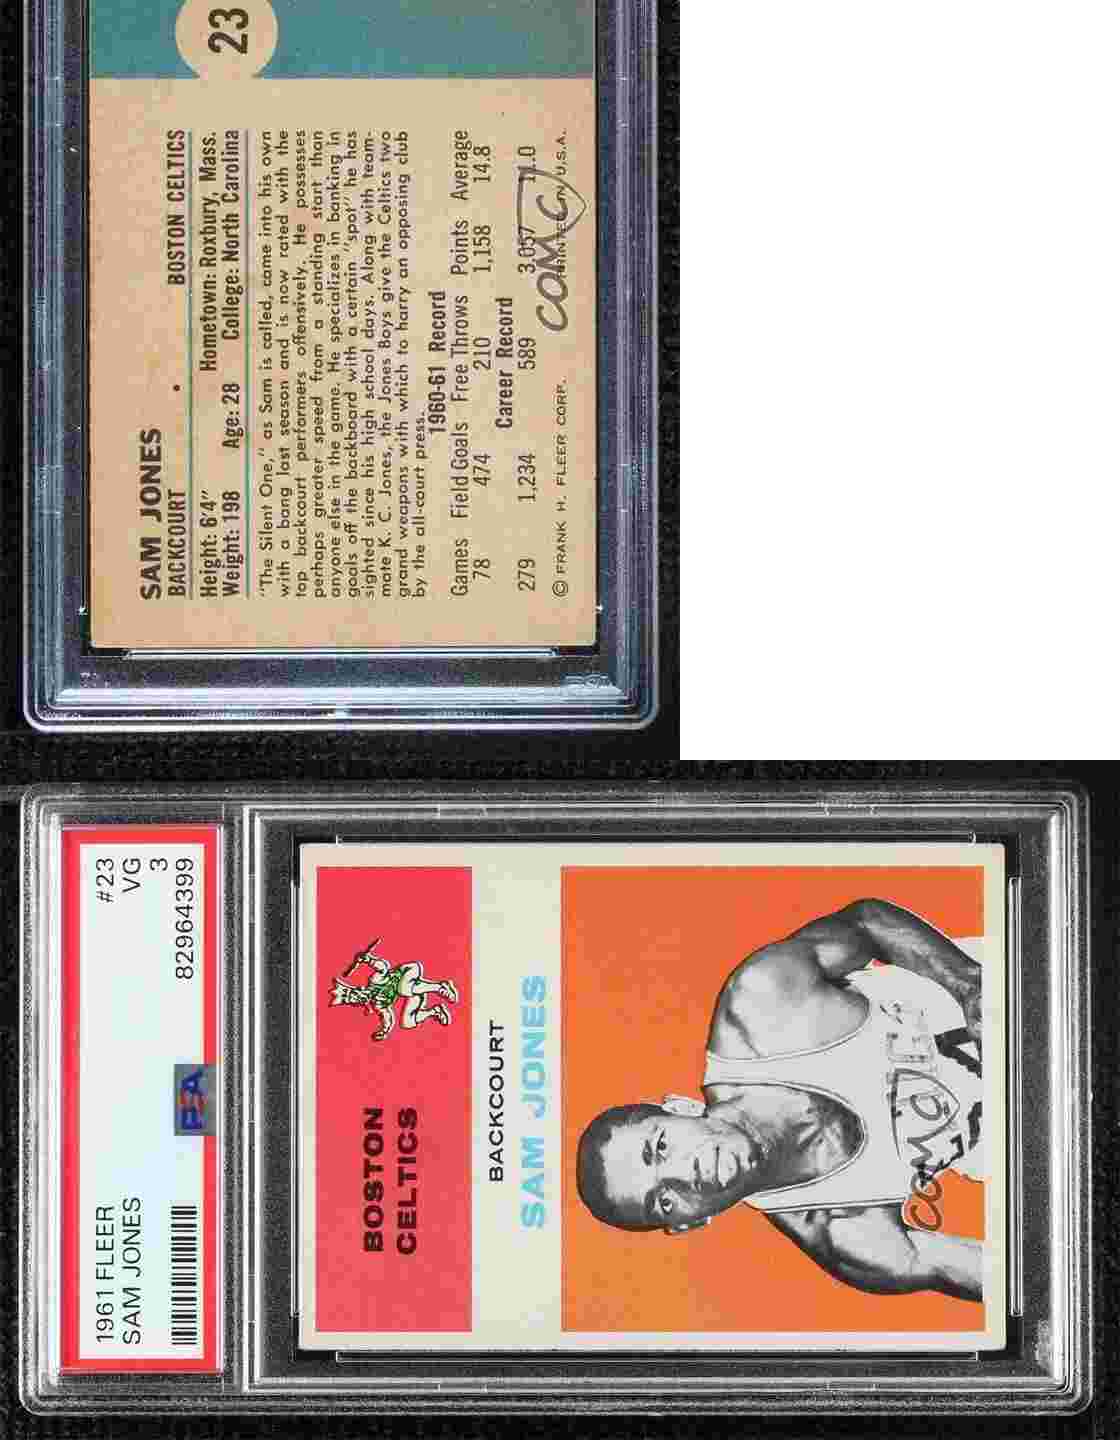 23
SAM JONES
BACKCOURT BOSTON CELTICS
Height: 6'4" Hometown: Roxbury, Mass.
Weight: 198 Age: 28 College: North Carolina
"The Silent One," as Sam is called, came into his own
with a bang last season and is now rated with the
top backcourt performers offensively. He possesses
perhaps greater speed from a standing start than
anyone else in the game. He specializes in banking in
goals off the backboard with a certain "spot" he has
sighted since his high school days. Along with team-
mate K. C. Jones, the Jones Boys give the Celtics two
grand weapons with which to harry an opposing club
by the all-court press.
1960-61 Record
Games Field Goals Free Throws Points Average
78 474 210 1,158 14.8
Career Record
279 1,234 589 3,057 11.0
© FRANK H. FLEER CORP. PRINTED IN U.S.A.
COMC
1961 FLEER #23
SAM JONES VG
3
82964399
PSA
BOSTON
CELTICS
BACKCOURT
SAM JONES
COMC